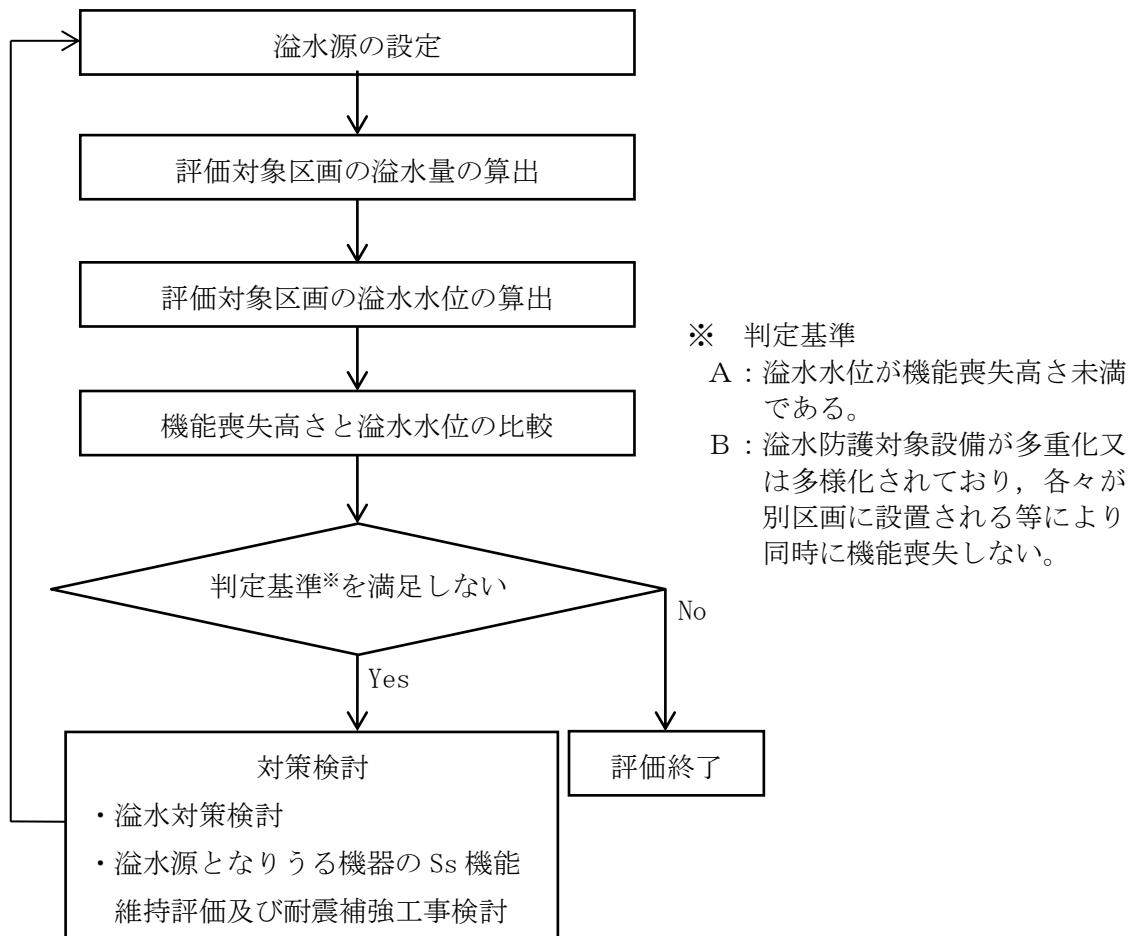 溢水源の設定
評価対象区画の溢水量の算出
評価対象区画の溢水水位の算出
機能喪失高さと溢水水位の比較
※　判定基準
Ａ：溢水水位が機能喪失高さ未満
である。
Ｂ：溢水防護対象設備が多重化又
は多様化されており，各々が
別区画に設置される等により
同時に機能喪失しない。
判定基準※を満足しない
No
Yes
対策検討
・溢水対策検討
・溢水源となりうる機器の Ss 機能
維持評価及び耐震補強工事検討
評価終了